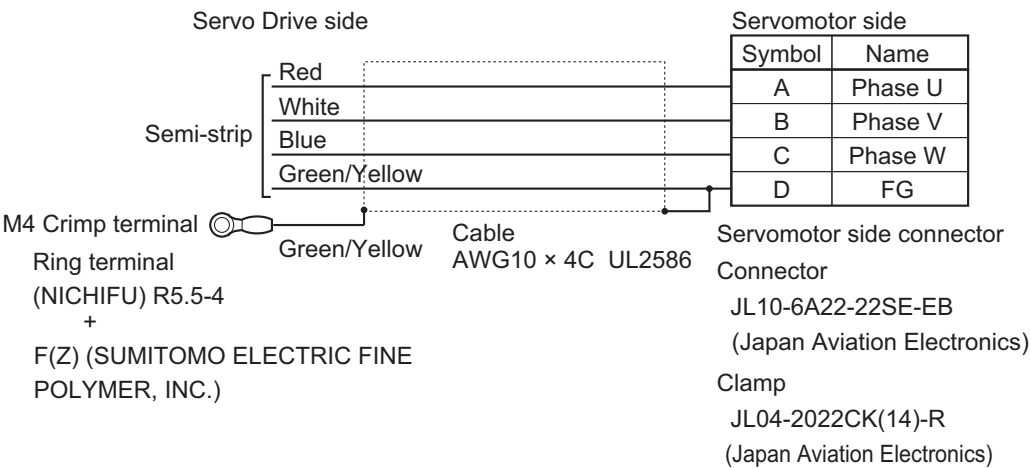 Servo Drive side
Servomotor side
Symbol Name
Red
A Phase U
White
B Phase V
Semi-strip
Blue
C Phase W
Green/Yellow
D FG
M4 Crimp terminal
Green/Yellow
Ring terminal
(NICHIFU) R5.5-4
+
F(Z) (SUMITOMO ELECTRIC FINE
POLYMER, INC.)
Cable
AWG10 × 4C UL2586
Servomotor side connector
Connector
JL10-6A22-22SE-EB
(Japan Aviation Electronics)
Clamp
JL04-2022CK(14)-R
(Japan Aviation Electronics)